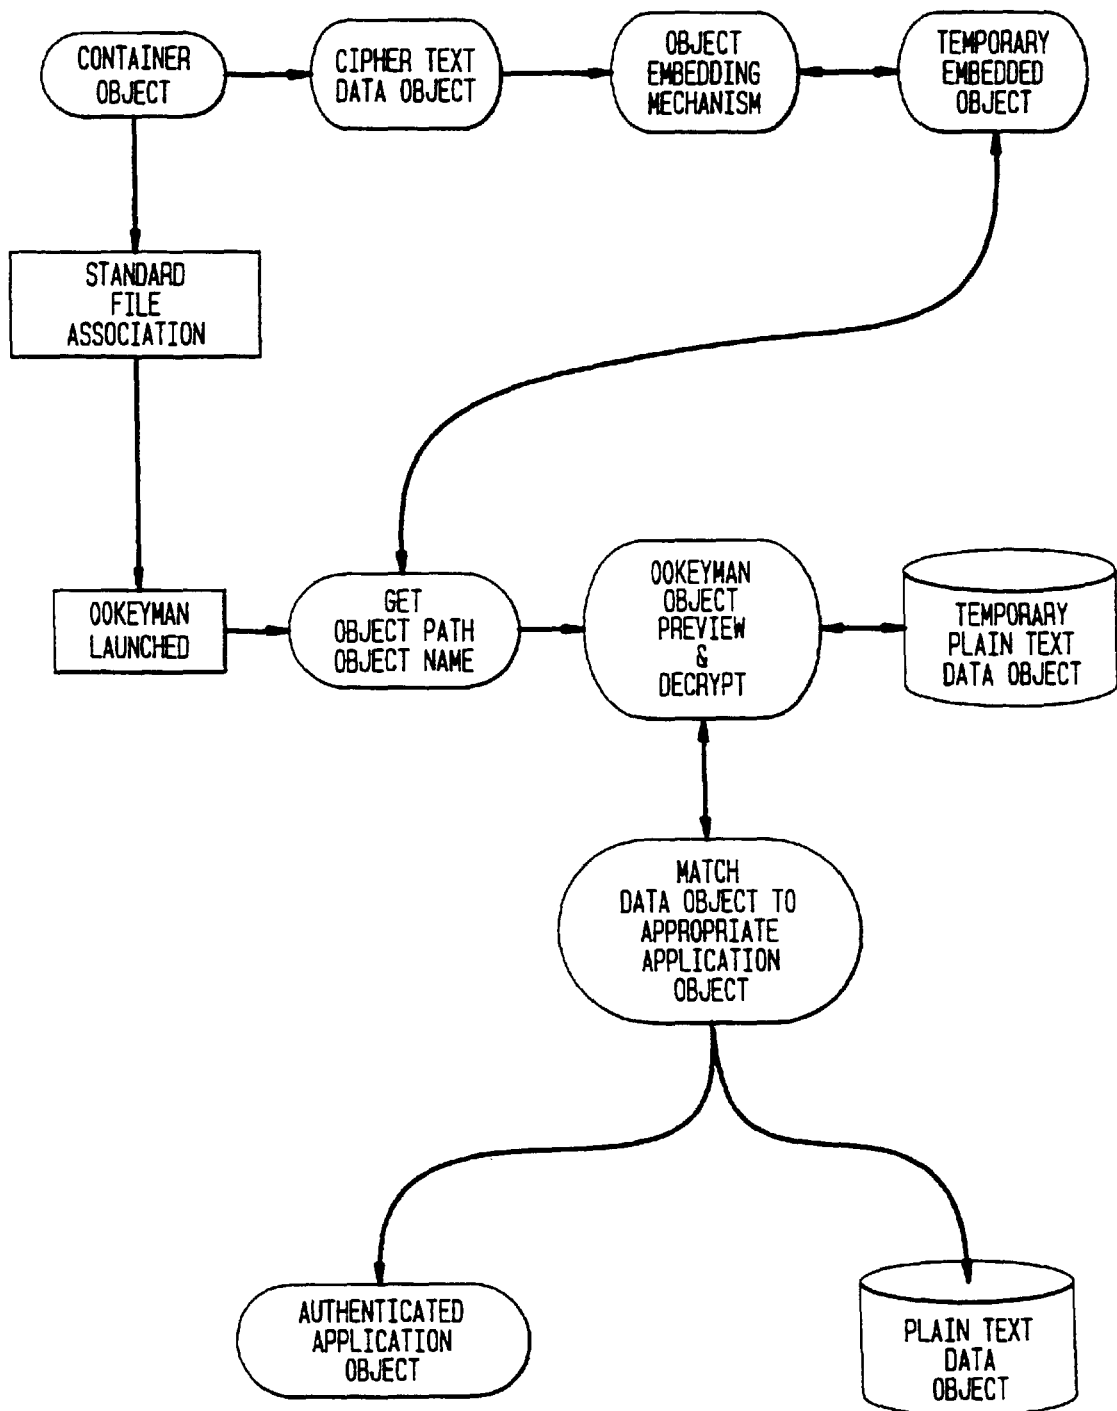 CONTAINER
OBJECT
CIPHER TEXT
DATA OBJECT
OBJECT
EMBEDDING
MECHANISM
TEMPORARY
EMBEDDED
OBJECT
STANDARD
FILE
ASSOCIATION
OOKEYMAN
LAUNCHED
GET
OBJECT PATH
OBJECT NAME
OOKEYMAN
OBJECT
PREVIEW
&
DECRYPT
TEMPORARY
PLAIN TEXT
DATA OBJECT
MATCH
DATA OBJECT TO
APPROPRIATE
APPLICATION
OBJECT
AUTHENTICATED
APPLICATION
OBJECT
PLAIN TEXT
DATA
OBJECT